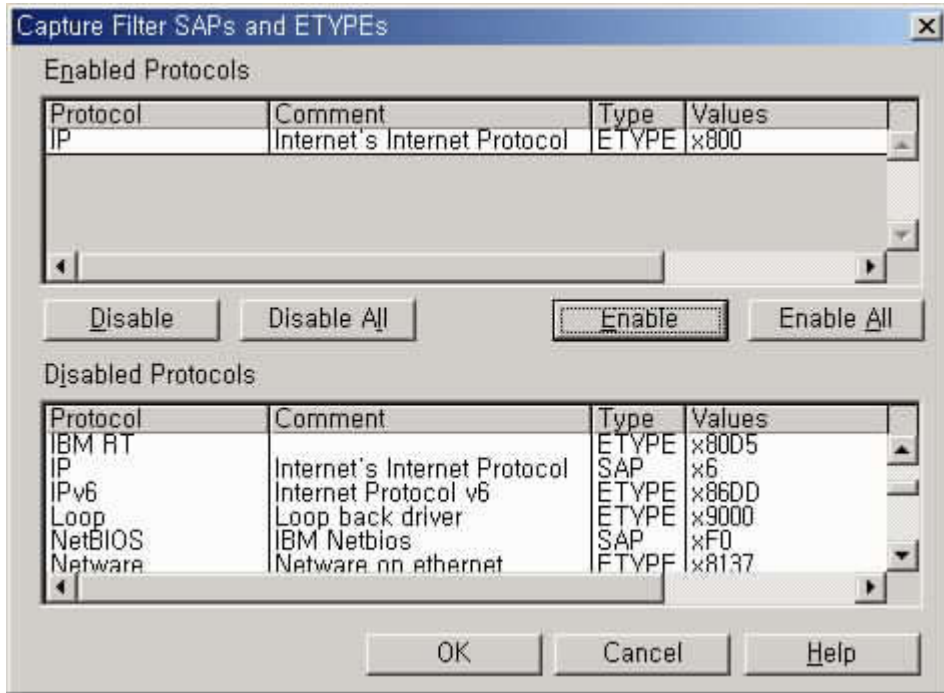 Capture Filter SAPs and ETYPEs
Enabled Protocols
Protocol Comment Type Values
IP Internet's Internet Protocol ETYPE x800
Disable Disable All Enable Enable All
Disabled Protocols
Protocol Comment Type Values
IBM RT ETYPE x80D5
IP Internet's Internet Protocol SAP x6
IPv6 Internet Protocol v6 ETYPE x86DD
Loop Loop back driver ETYPE x9000
NetBIOS IBM Netbios SAP xF0
Netware Netware on ethernet ETYPE x8137
OK Cancel Help